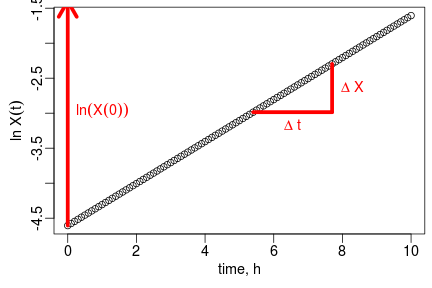 ln X(t)
-1.5
-2.5
-3.5
-4.5
ln(X(0))
Δ X
Δ t
0 2 4 6 8 10
time, h